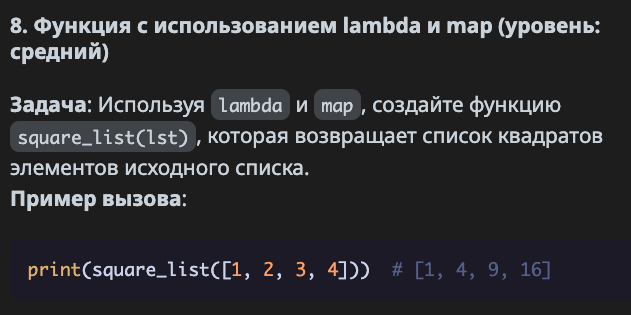 8. Функция с использованием lambda и map (уровень:
средний)
Задача: Используя lambda и map, создайте функцию
square_list(lst), которая возвращает список квадратов
элементов исходного списка.
Пример вызова:
print(square_list([1, 2, 3, 4]))  # [1, 4, 9, 16]